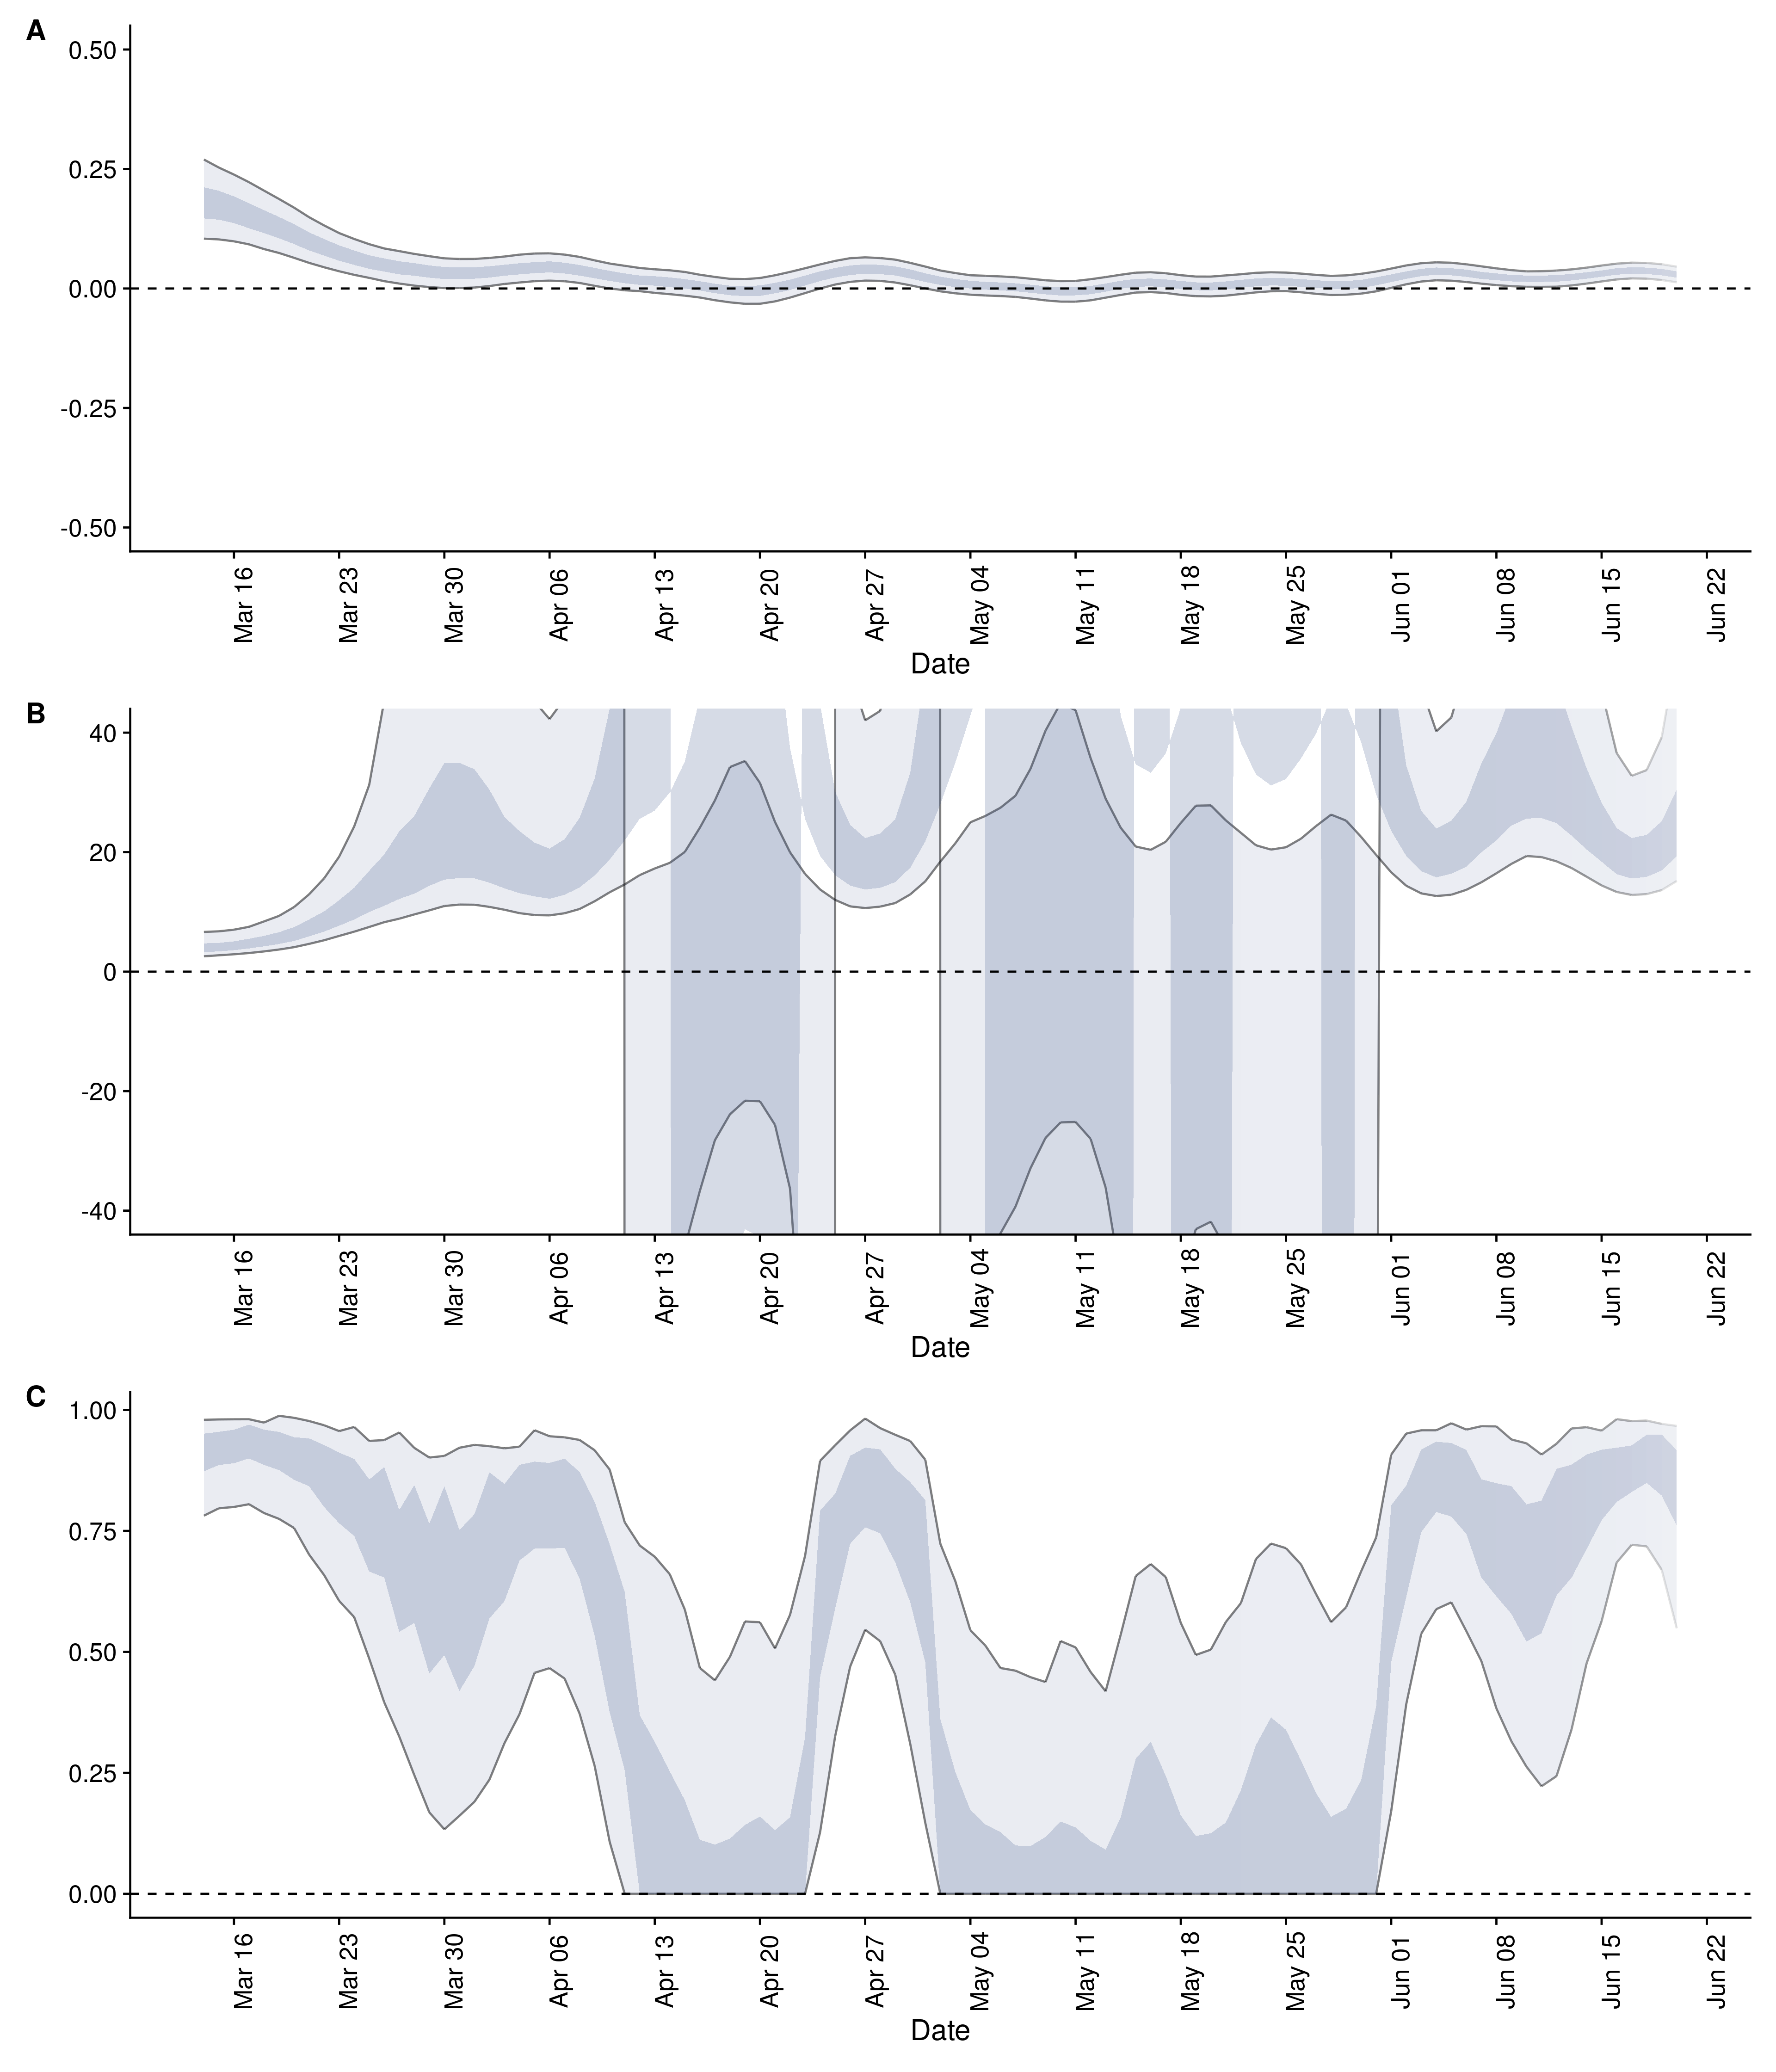 A
0.50
0.25
0.00
-0.25
-0.50
Mar 16
Mar 23
Mar 30
Apr 06
Apr 13
Apr 20
Apr 27
May 04
May 11
May 18
May 25
Jun 01
Jun 08
Jun 15
Jun 22
Date
B
40
20
0
-20
-40
Mar 16
Mar 23
Mar 30
Apr 06
Apr 13
Apr 20
Apr 27
May 04
May 11
May 18
May 25
Jun 01
Jun 08
Jun 15
Jun 22
Date
C
1.00
0.75
0.50
0.25
0.00
Mar 16
Mar 23
Mar 30
Apr 06
Apr 13
Apr 20
Apr 27
May 04
May 11
May 18
May 25
Jun 01
Jun 08
Jun 15
Jun 22
Date